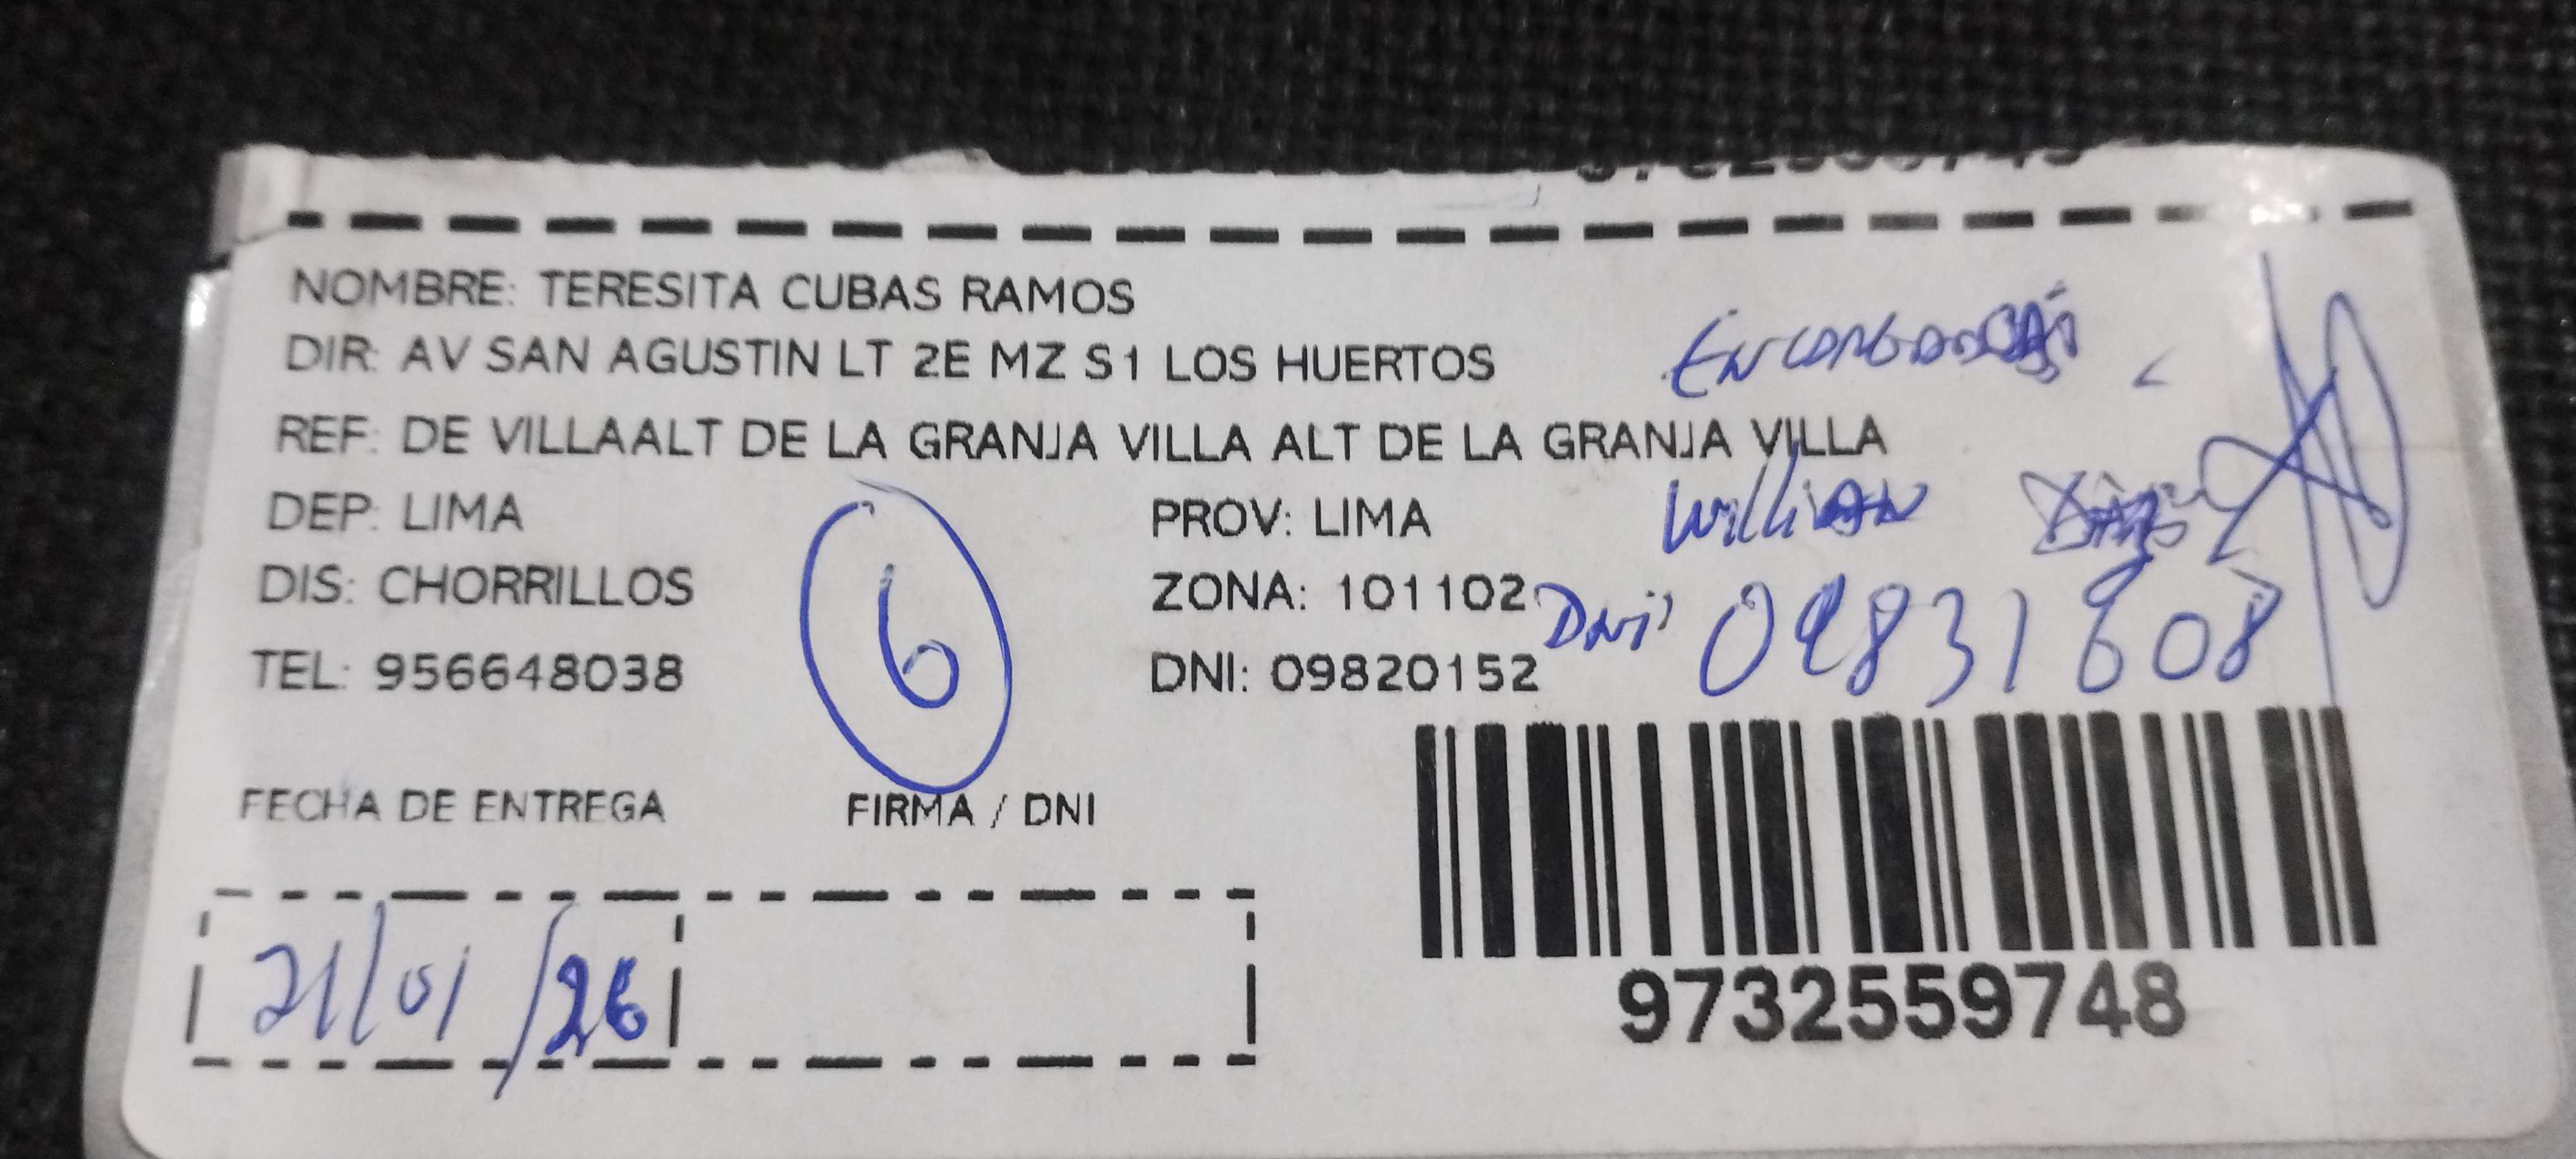 NOMBRE: TERESITA CUBAS RAMOS
DIR: AV SAN AGUSTIN LT 2E MZ S1 LOS HUERTOS
REF: DE VILLAALT DE LA GRANJA VILLA ALT DE LA GRANJA VILLA
DEP: LIMA
PROV: LIMA
Willian
DIS: CHORRILLOS
6
ZONA: 101102
DNI 09831608
TEL: 956648038
DNI: 09820152
FECHA DE ENTREGA
FIRMA / DNI
21/01/26
9732559748